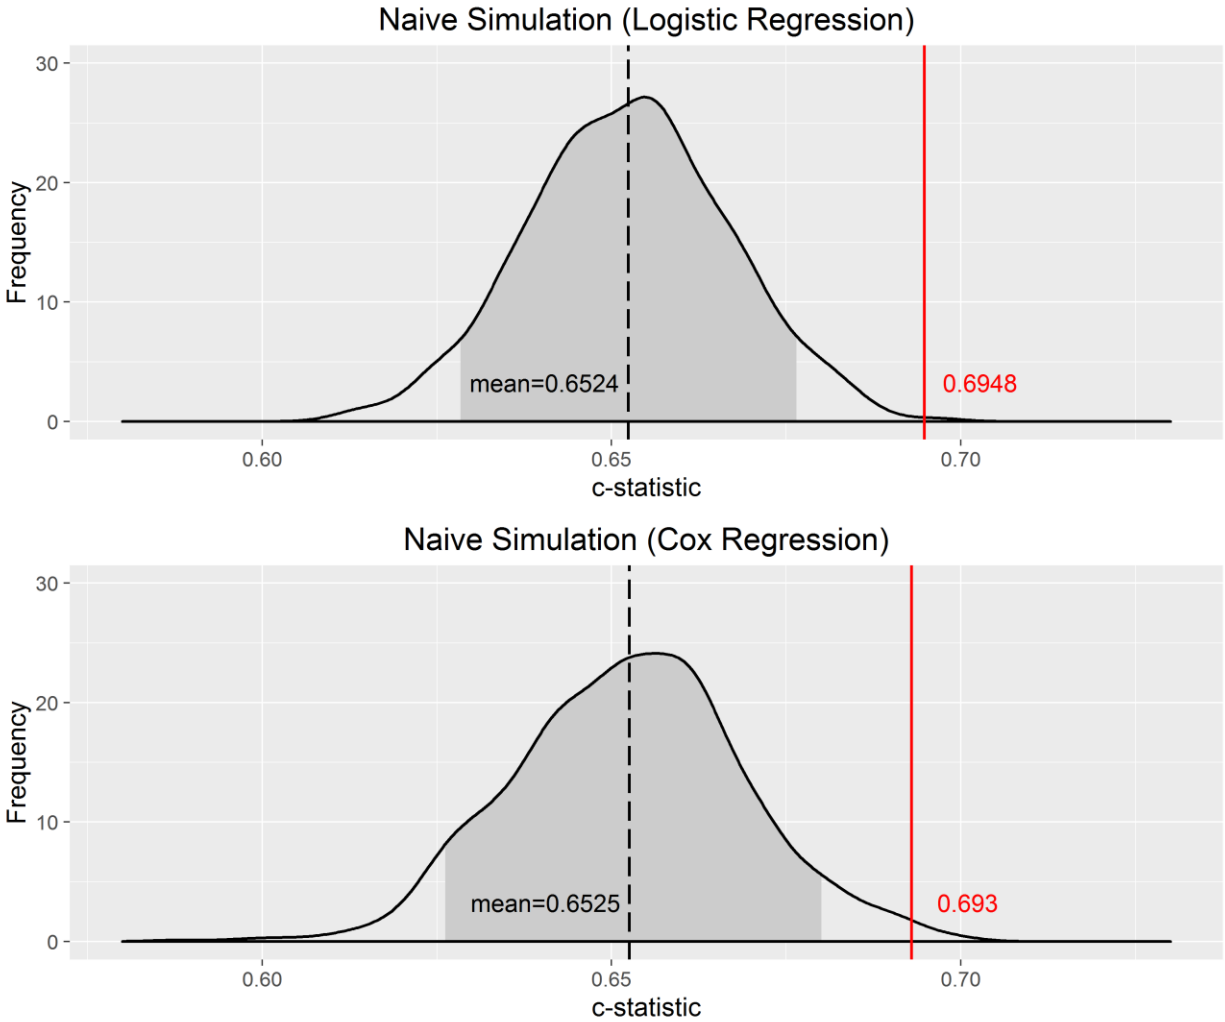 Naive Simulation (Logistic Regression)
30
20
10
0
Frequency
mean=0.6524
0.6948
0.60 0.65 0.70
c-statistic
Naive Simulation (Cox Regression)
30
20
10
0
Frequency
mean=0.6525
0.693
0.60 0.65 0.70
c-statistic